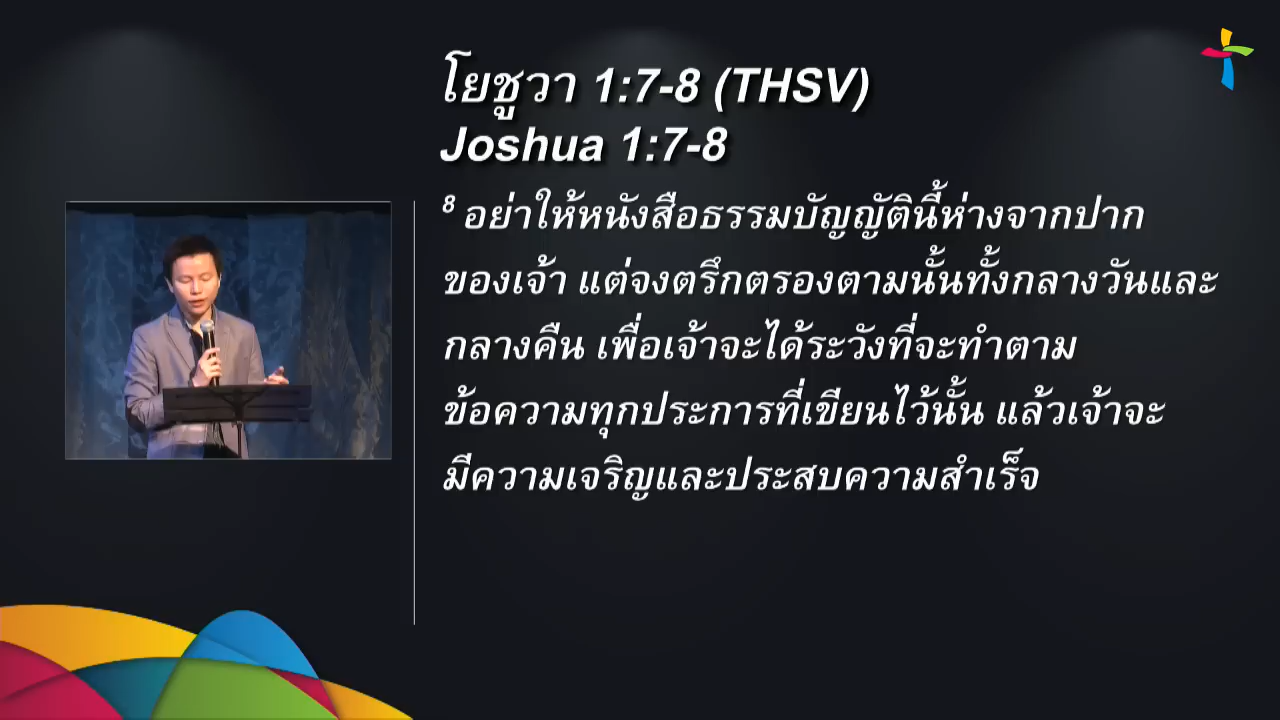 โยชูวา 1:7-8 (THSV)
Joshua 1:7-8
8 อย่าให้หนังสือธรรมบัญญัตินี้ห่างจากปาก
ของเจ้า แต่จงตรึกตรองตามนั้นทั้งกลางวันและ
กลางคืน เพื่อเจ้าจะได้ระวังที่จะทำตาม
ข้อความทุกประการที่เขียนไว้นั้น แล้วเจ้าจะ
มีความเจริญและประสบความสำเร็จ